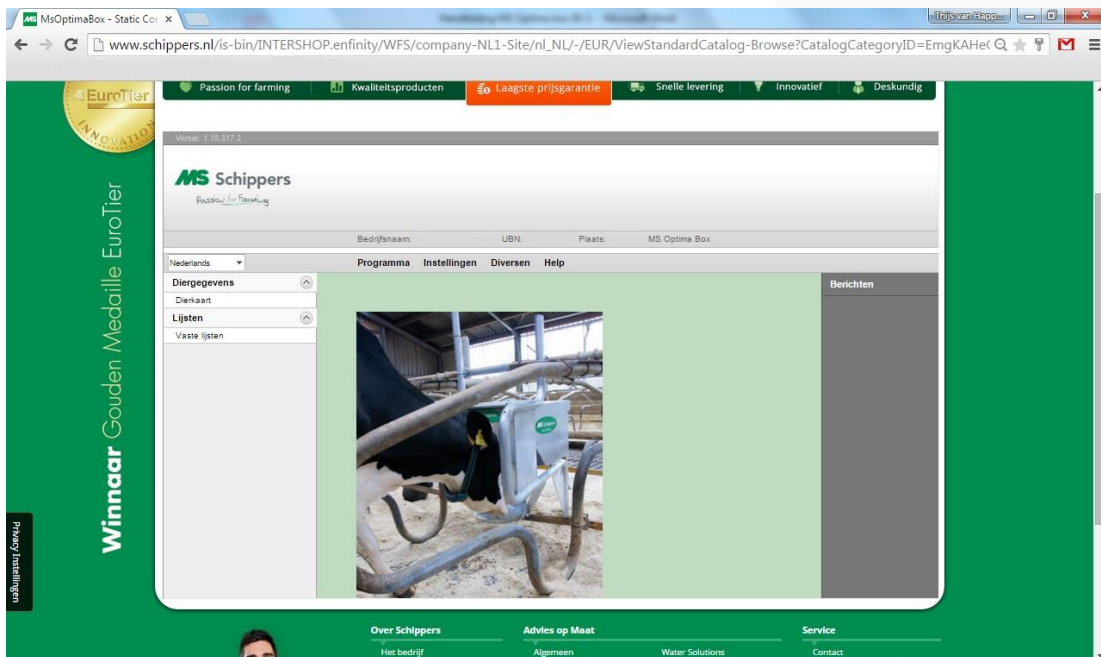 MsOptimaBox - Static Cor
Thijs van Happ...
www.schippers.nl/is-bin/INTERSHOP.enfinity/WFS/company-NL1-Site/nl_NL/-/EUR/ViewStandardCatalog-Browse?CatalogCategoryID=EmgKAHe
EuroTier
INNOVATION
Passion for farming
Kwaliteitsproducten
Laagste prijsgarantie
Snelle levering
Innovatief
Deskundig
Versie: 1.15.317.2
MS Schippers
Passion for Farming
Bedrijfsnaam: UBN: Plaats: MS Optima Box
Nederlands
Programma Instellingen Diversen Help
Diergegevens
Dierkaart
Lijsten
Vaste lijsten
Berichten
Winnaar Gouden Medaille EuroTier
Privacy Instellingen
Over Schippers
Het bedrijf
Advies op Maat
Algemeen
Water Solutions
Service
Contact